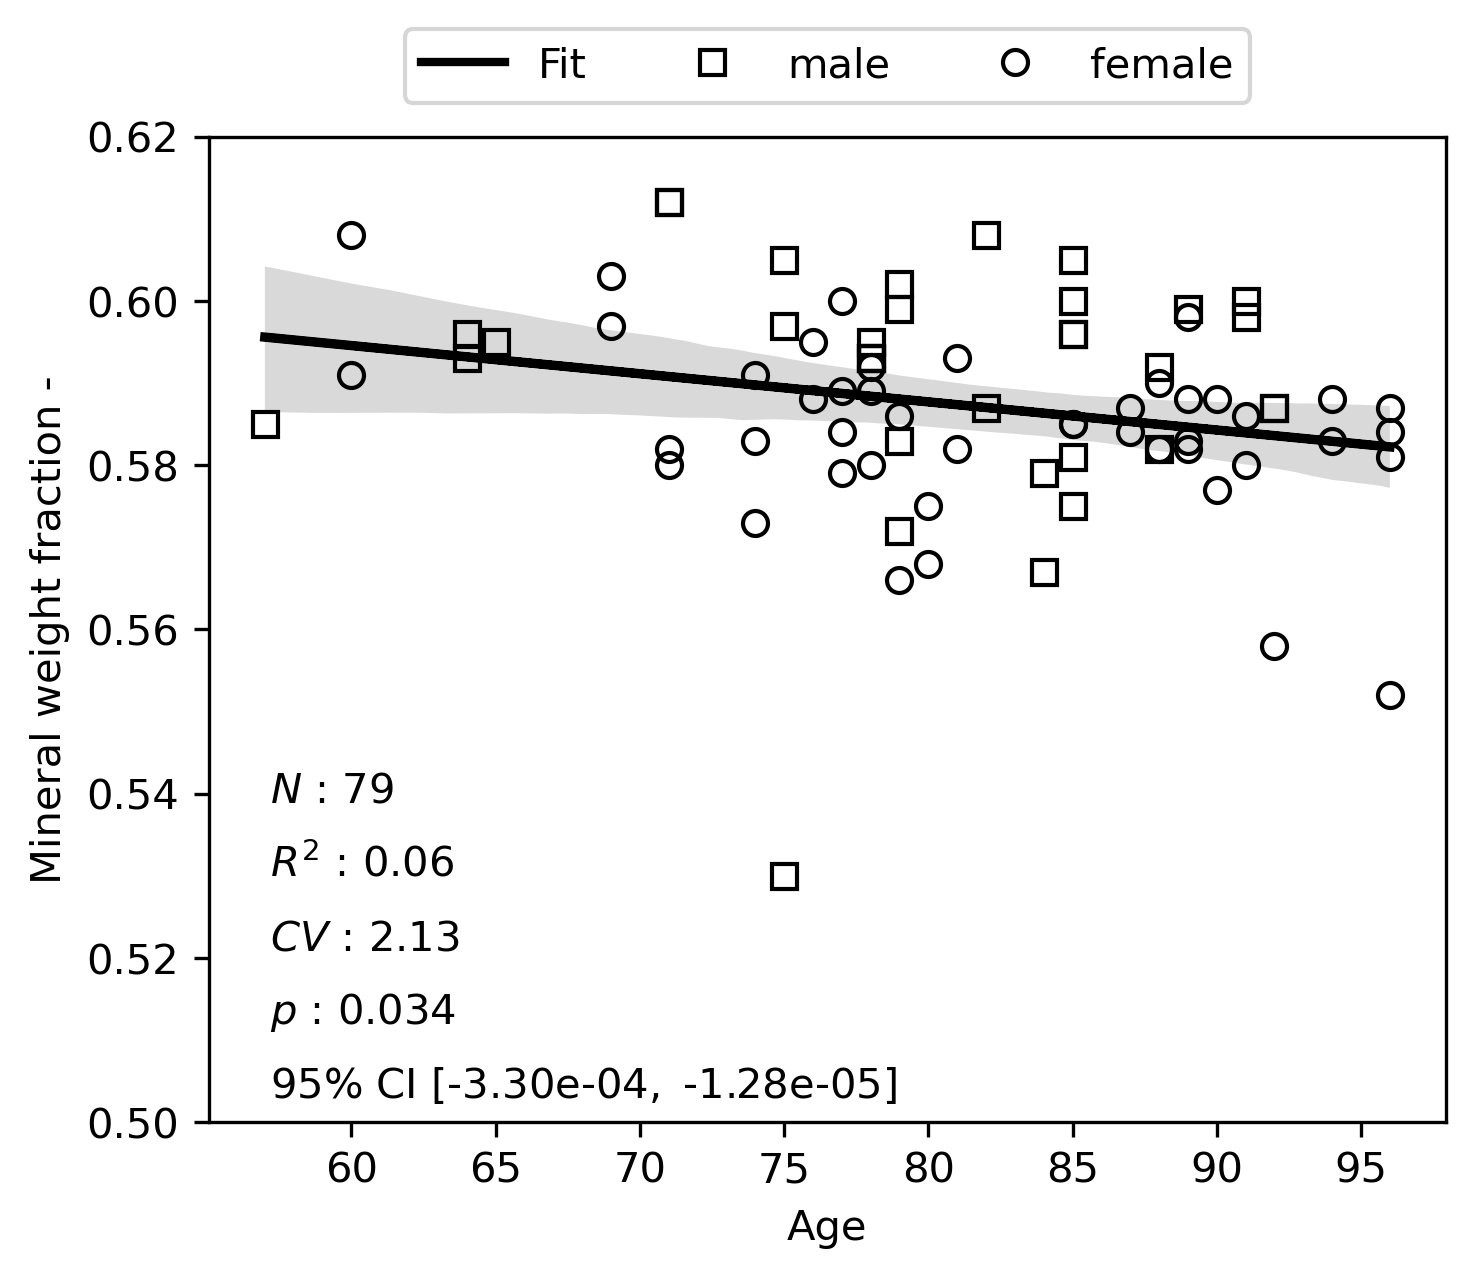 Fit male female
Mineral weight fraction -
0.62
0.60
0.58
0.56
0.54
0.52
0.50
N : 79
R² : 0.06
CV : 2.13
p : 0.034
95% CI [-3.30e-04, -1.28e-05]
60 65 70 75 80 85 90 95
Age